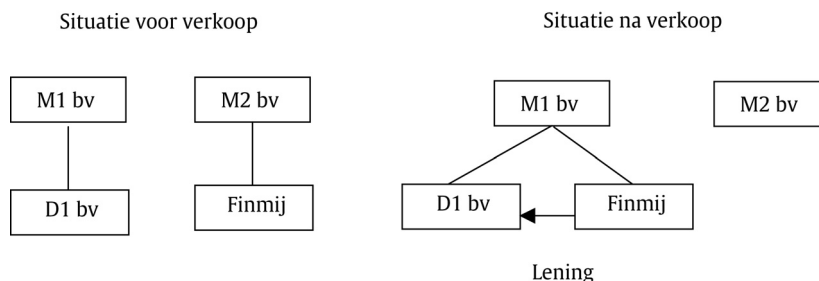 Situatie voor verkoop
Situatie na verkoop
M1 bv
M2 bv
M1 bv
M2 bv
D1 bv
Finmij
D1 bv
Finmij
Lening